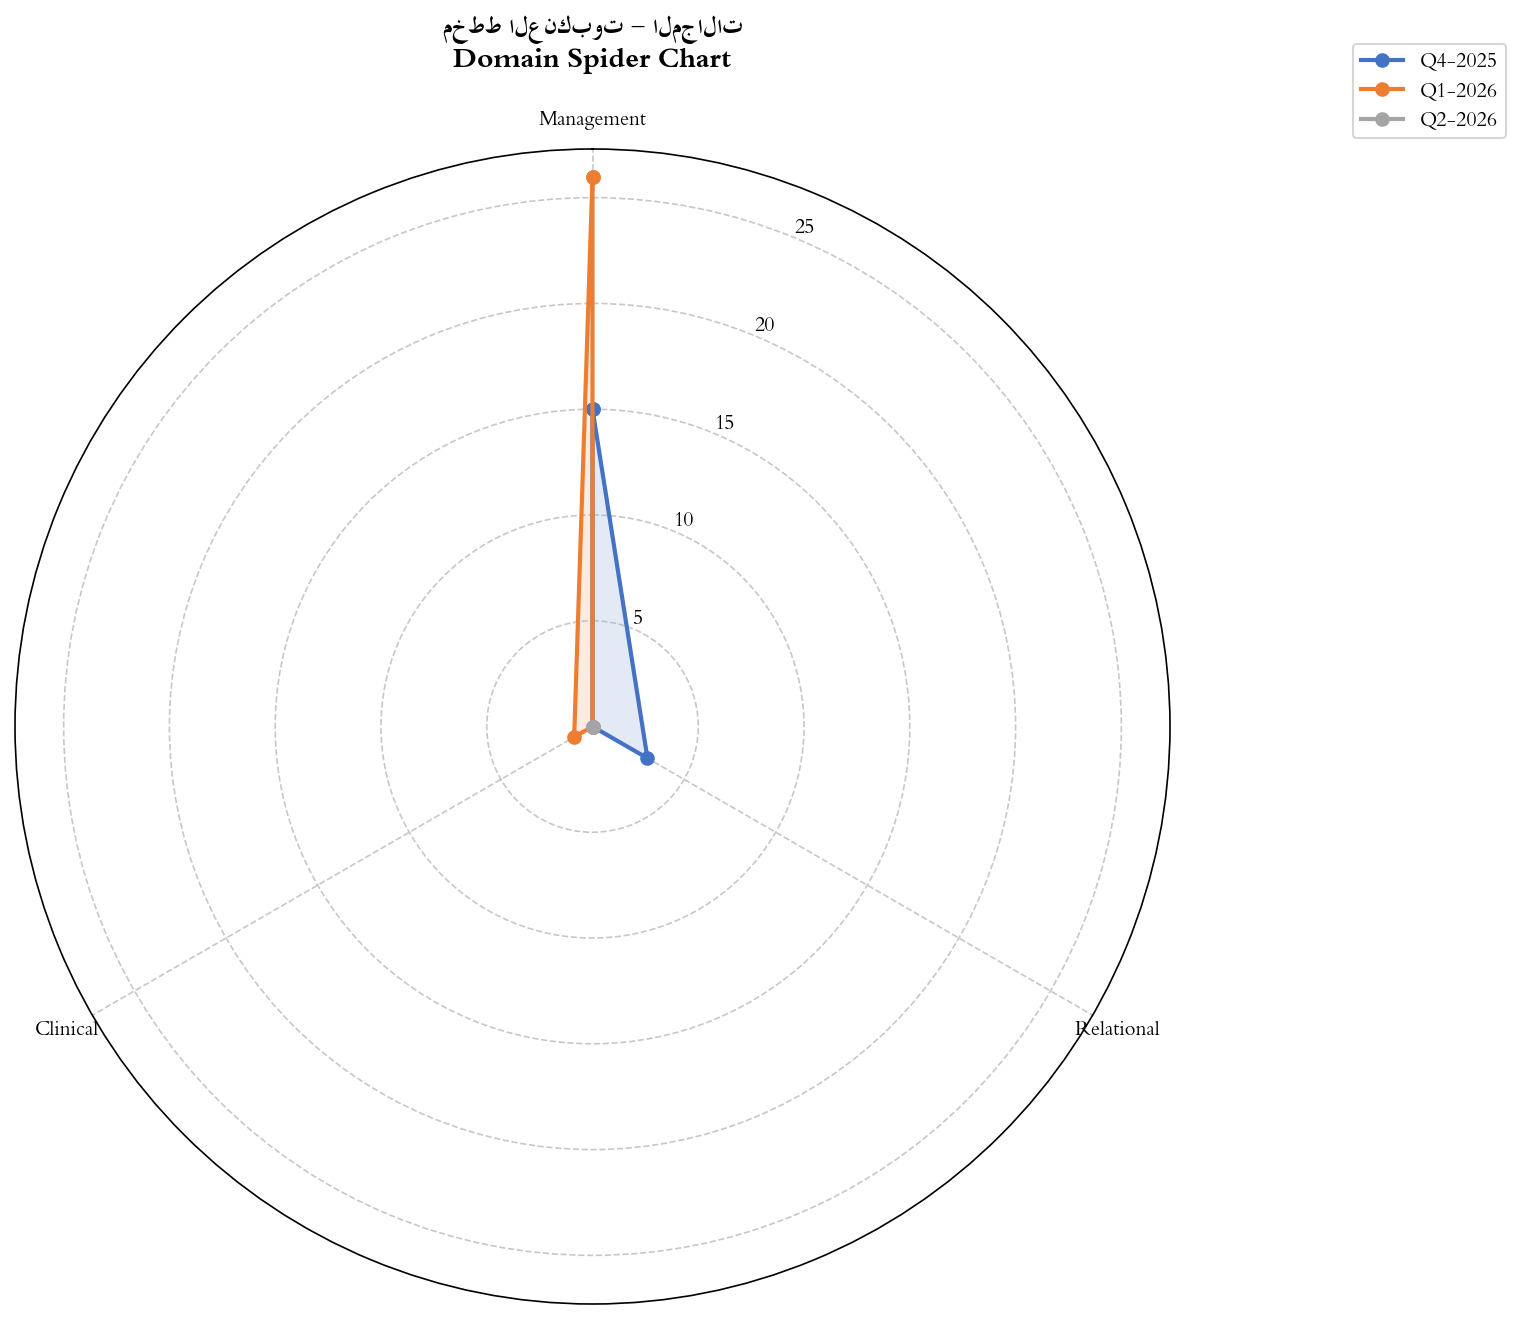 مخطط العنكبوت – المجالات
Domain Spider Chart
Q4-2025
Q1-2026
Q2-2026
Management
25
20
15
10
5
Clinical
Relational